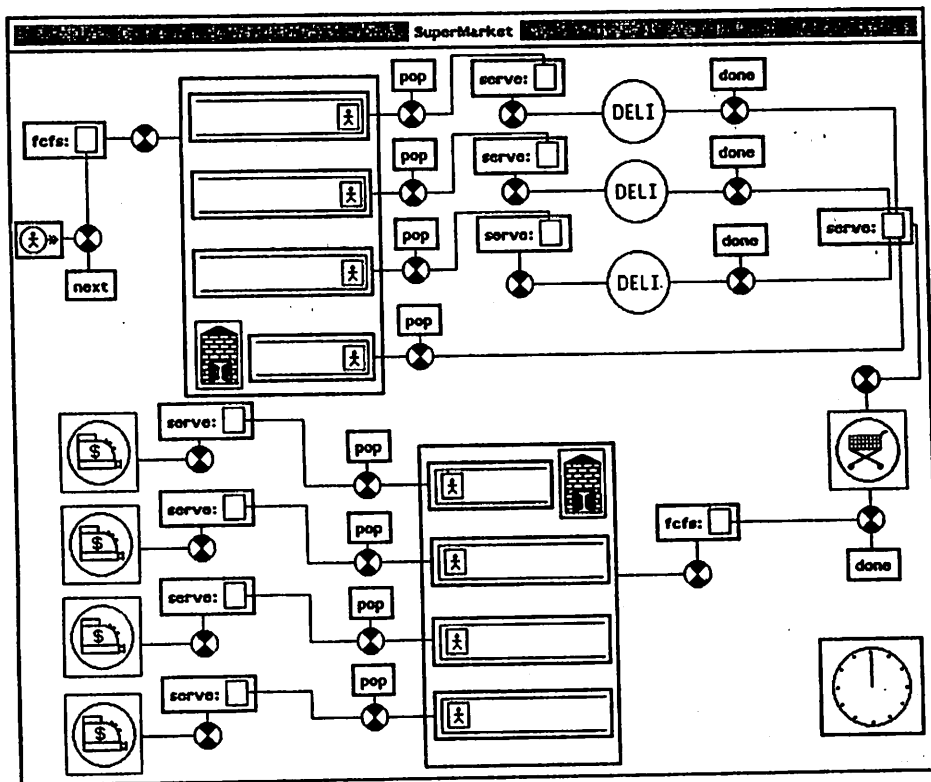 SuperMarket
pop
serve:
DELI
done
fcfs:
pop
serve:
DELI
done
next
pop
serve:
DELI
done
serve:
pop
serve:
$
pop
serve:
$
pop
fcfs:
done
serve:
$
pop
serve:
$
pop